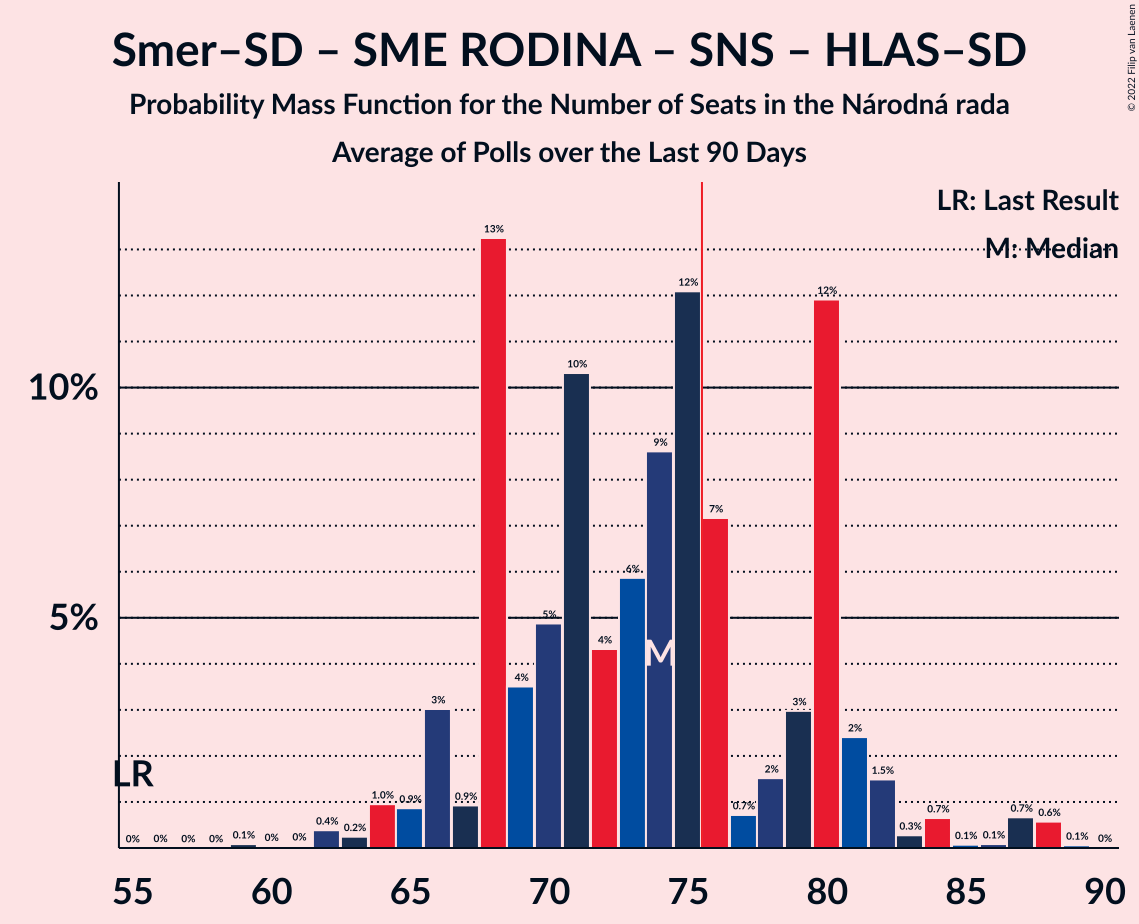 Smer–SD – SME RODINA – SNS – HLAS–SD
Probability Mass Function for the Number of Seats in the Národná rada
Average of Polls over the Last 90 Days
© 2022 Filip van Laenen
LR: Last Result
M: Median
10%
5%
LR
M
0% 0% 0% 0% 0.1% 0% 0% 0.4% 0.2% 1.0% 0.9% 3% 0.9% 13% 4% 5% 10% 4% 6% 9% 12% 7% 0.7% 2% 3% 12% 2% 1.5% 0.3% 0.7% 0.1% 0.1% 0.7% 0.6% 0.1% 0%
55 60 65 70 75 80 85 90